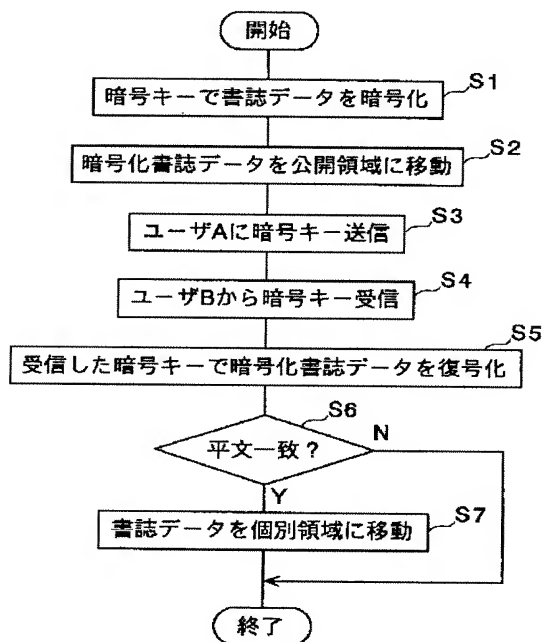 開始
S1
暗号キーで書誌データを暗号化
S2
暗号化書誌データを公開領域に移動
S3
ユーザAに暗号キー送信
S4
ユーザBから暗号キー受信
S5
受信した暗号キーで暗号化書誌データを復号化
S6
平文一致？
N
Y
S7
書誌データを個別領域に移動
終了